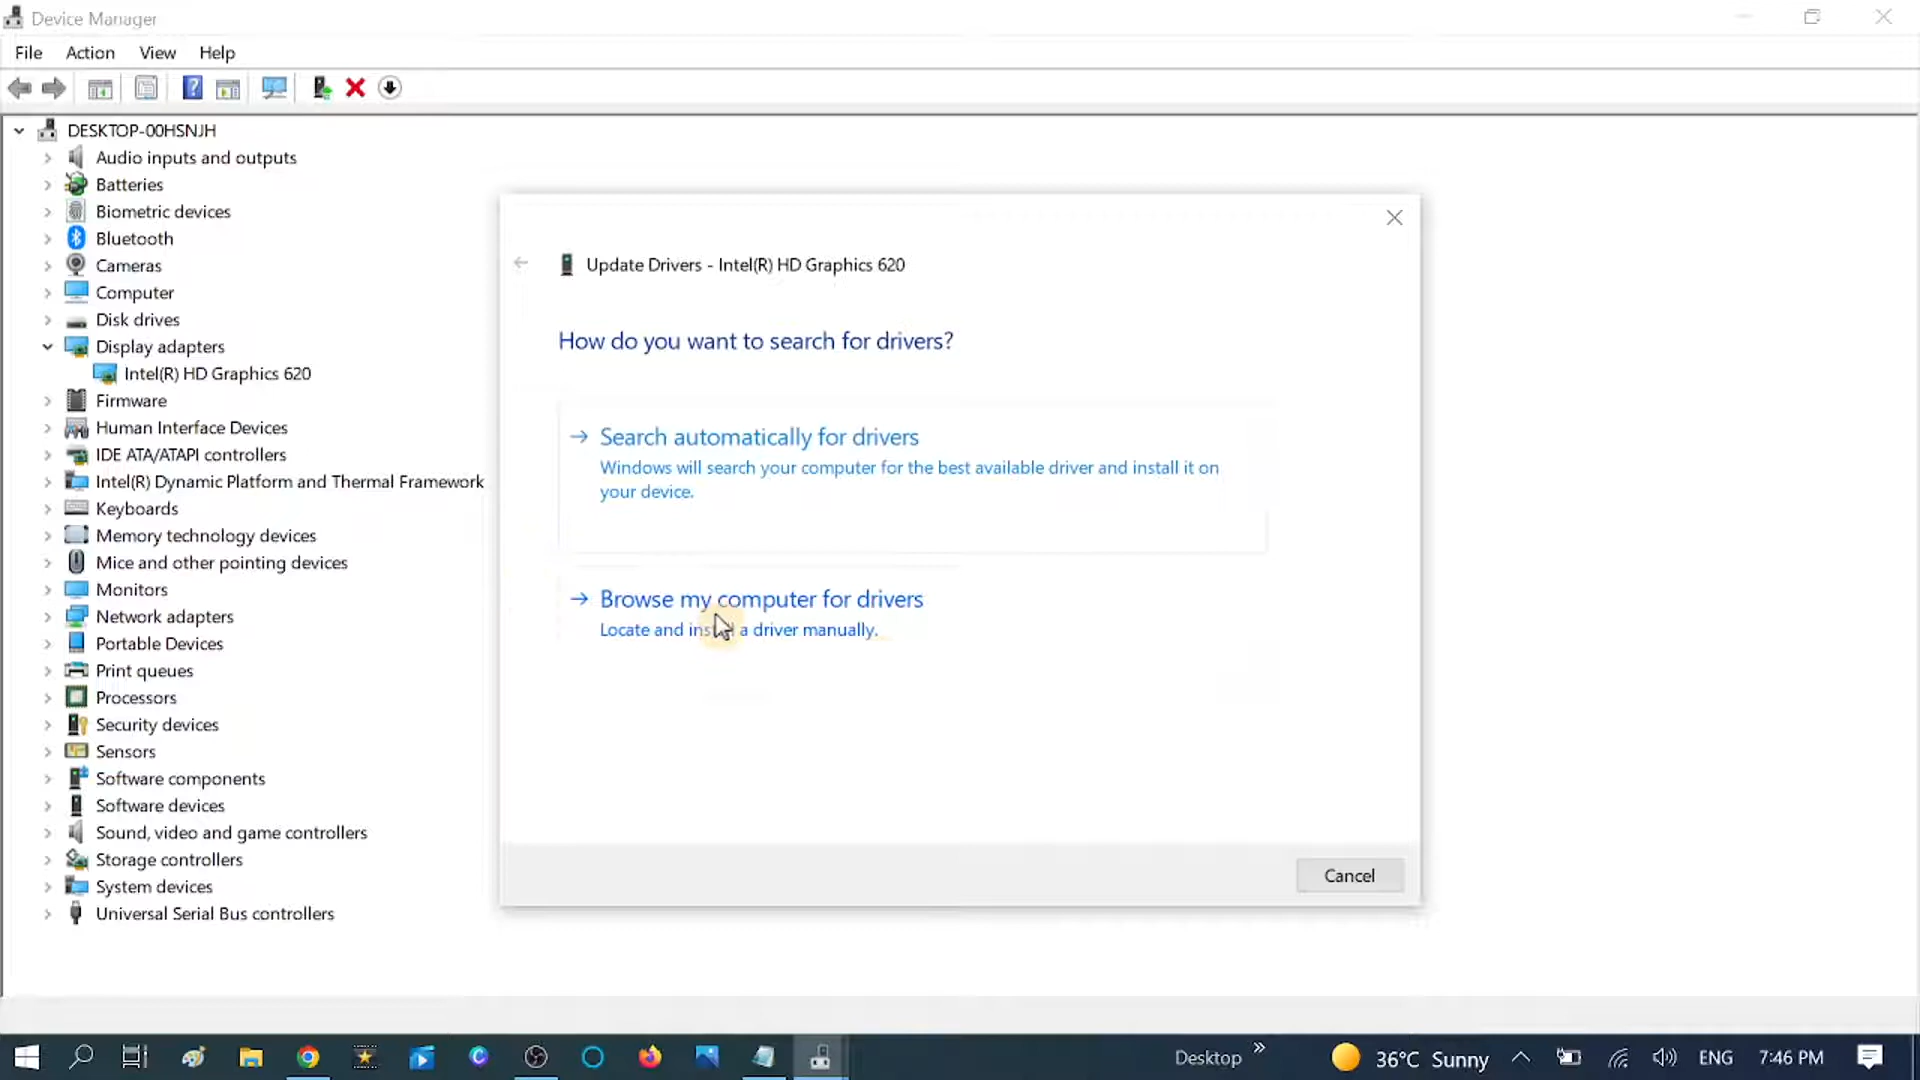 Device Manager
File Action View Help
DESKTOP-00HSNJH
Audio inputs and outputs
Batteries
Biometric devices
Bluetooth
Cameras
Computer
Disk drives
Display adapters
Intel(R) HD Graphics 620
Firmware
Human Interface Devices
IDE ATA/ATAPI controllers
Intel(R) Dynamic Platform and Thermal Framework
Keyboards
Memory technology devices
Mice and other pointing devices
Monitors
Network adapters
Portable Devices
Print queues
Processors
Security devices
Sensors
Software components
Software devices
Sound, video and game controllers
Storage controllers
System devices
Universal Serial Bus controllers
Update Drivers - Intel(R) HD Graphics 620
How do you want to search for drivers?
Search automatically for drivers
Windows will search your computer for the best available driver and install it on
your device.
Browse my computer for drivers
Locate and install a driver manually.
Cancel
Desktop 36°C Sunny ENG 7:46 PM